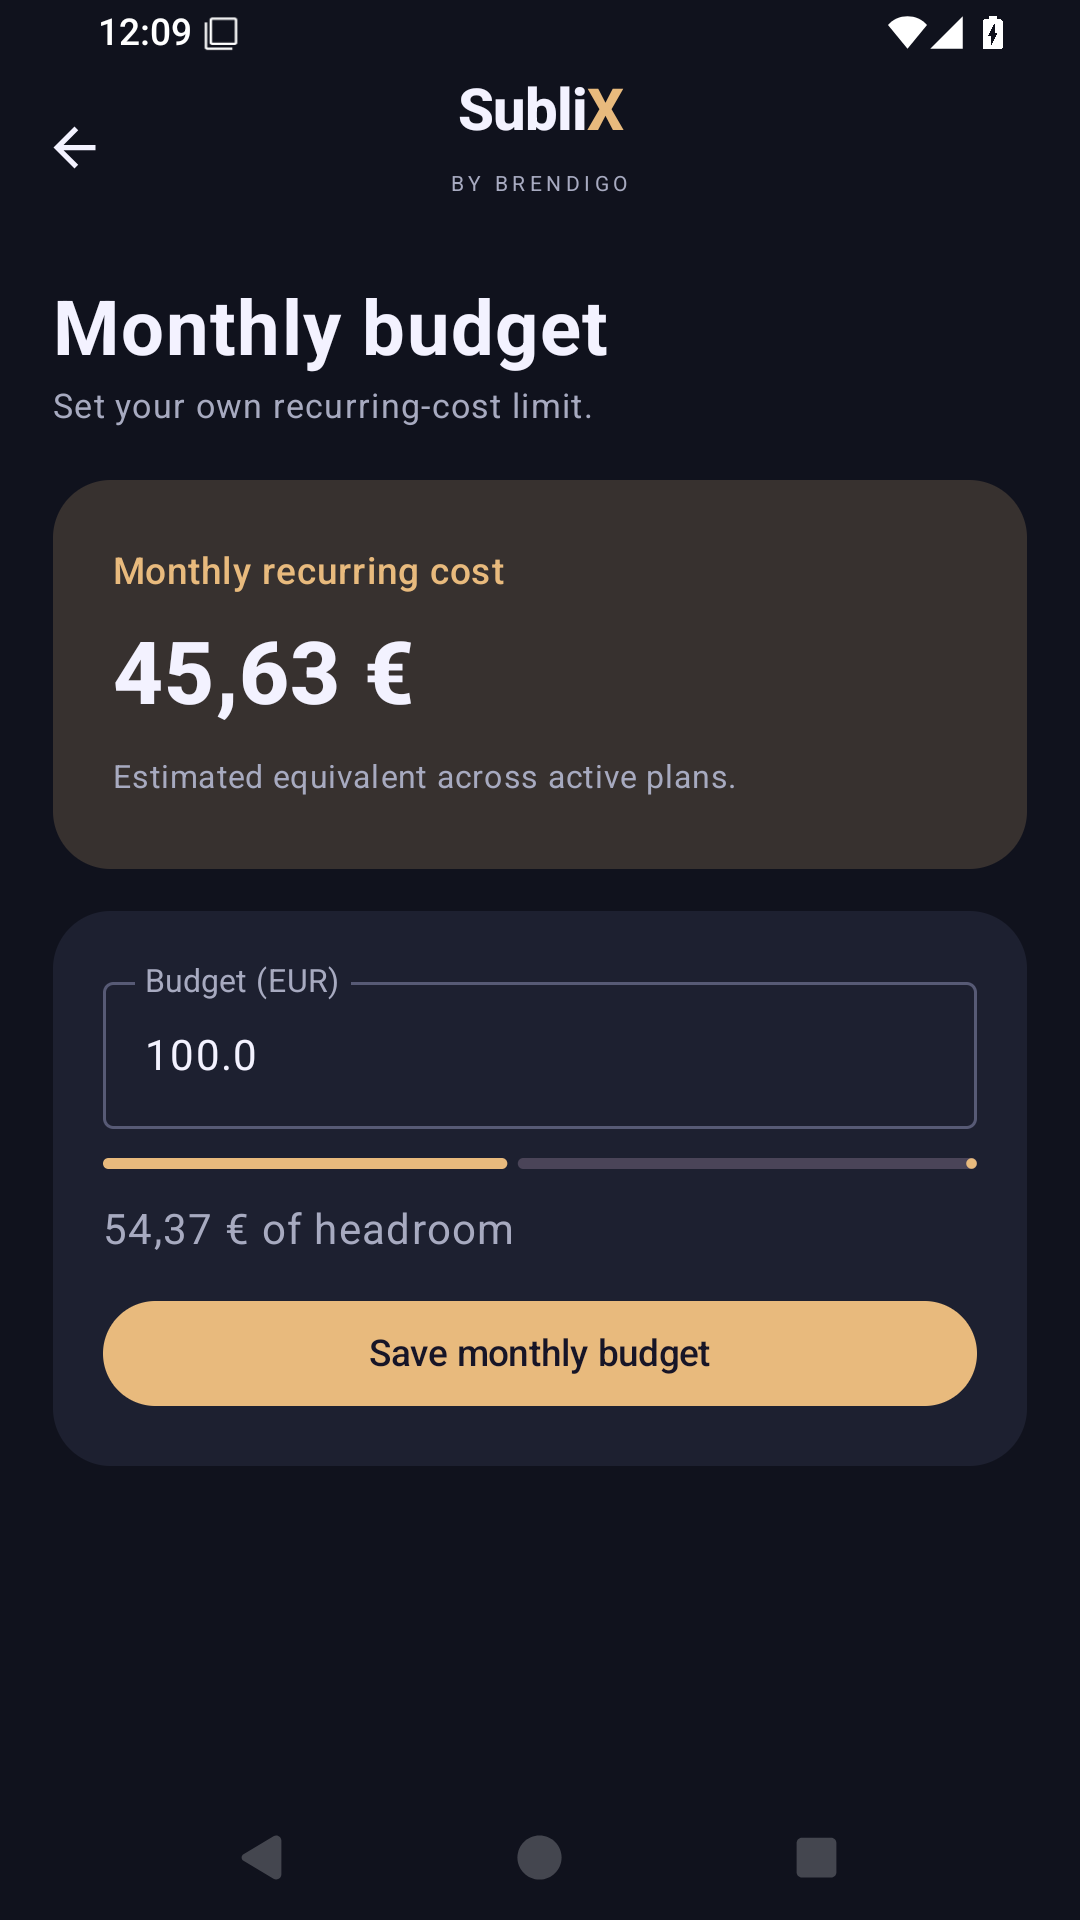 12:09
SubliX
BY BRENDIGO
Monthly budget
Set your own recurring-cost limit.
Monthly recurring cost
45,63 €
Estimated equivalent across active plans.
Budget (EUR)
100.0
54,37 € of headroom
Save monthly budget